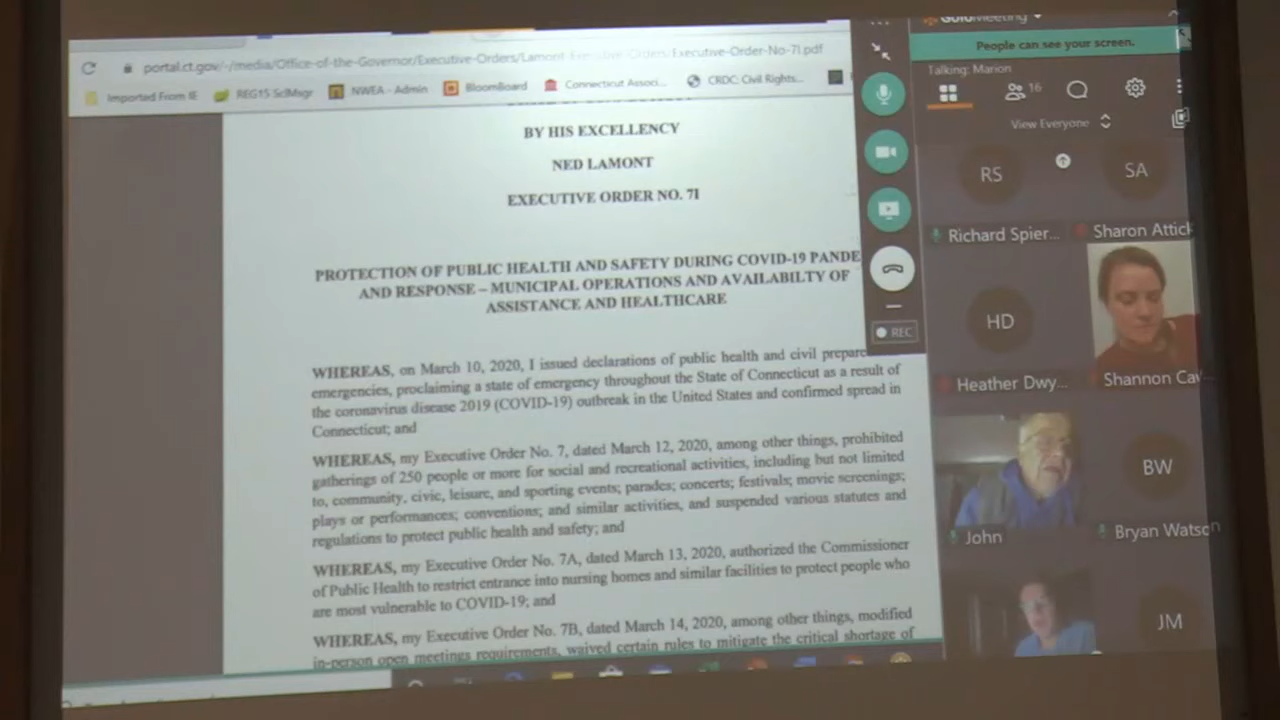 GoToMeeting
People can see your screen.
portal.ct.gov/-/media/Office-of-the-Governor/Executive-Orders/Lamont-Executive-Orders/Executive-Order-No-7I.pdf
Talking: Marion
Imported From IE
REG15 SclMsgr
NWEA - Admin
BloomBoard
Connecticut Associ...
CRDC: Civil Rights...
16
View Everyone
BY HIS EXCELLENCY
NED LAMONT
EXECUTIVE ORDER NO. 7I
PROTECTION OF PUBLIC HEALTH AND SAFETY DURING COVID-19 PANDE
AND RESPONSE – MUNICIPAL OPERATIONS AND AVAILABILTY OF
ASSISTANCE AND HEALTHCARE
WHEREAS, on March 10, 2020, I issued declarations of public health and civil prepar
emergencies, proclaiming a state of emergency throughout the State of Connecticut as a result of
the coronavirus disease 2019 (COVID-19) outbreak in the United States and confirmed spread in
Connecticut; and
WHEREAS, my Executive Order No. 7, dated March 12, 2020, among other things, prohibited
gatherings of 250 people or more for social and recreational activities, including but not limited
to, community, civic, leisure, and sporting events; parades; concerts; festivals; movie screenings;
plays or performances; conventions; and similar activities, and suspended various statutes and
regulations to protect public health and safety; and
WHEREAS, my Executive Order No. 7A, dated March 13, 2020, authorized the Commissioner
of Public Health to restrict entrance into nursing homes and similar facilities to protect people who
are most vulnerable to COVID-19; and
WHEREAS, my Executive Order No. 7B, dated March 14, 2020, among other things, modified
in-person open meetings requirements, waived certain rules to mitigate the critical shortage of
REC
RS
SA
Richard Spier...
Sharon Attick
HD
Heather Dwy...
Shannon Cav
BW
John
Bryan Watson
JM